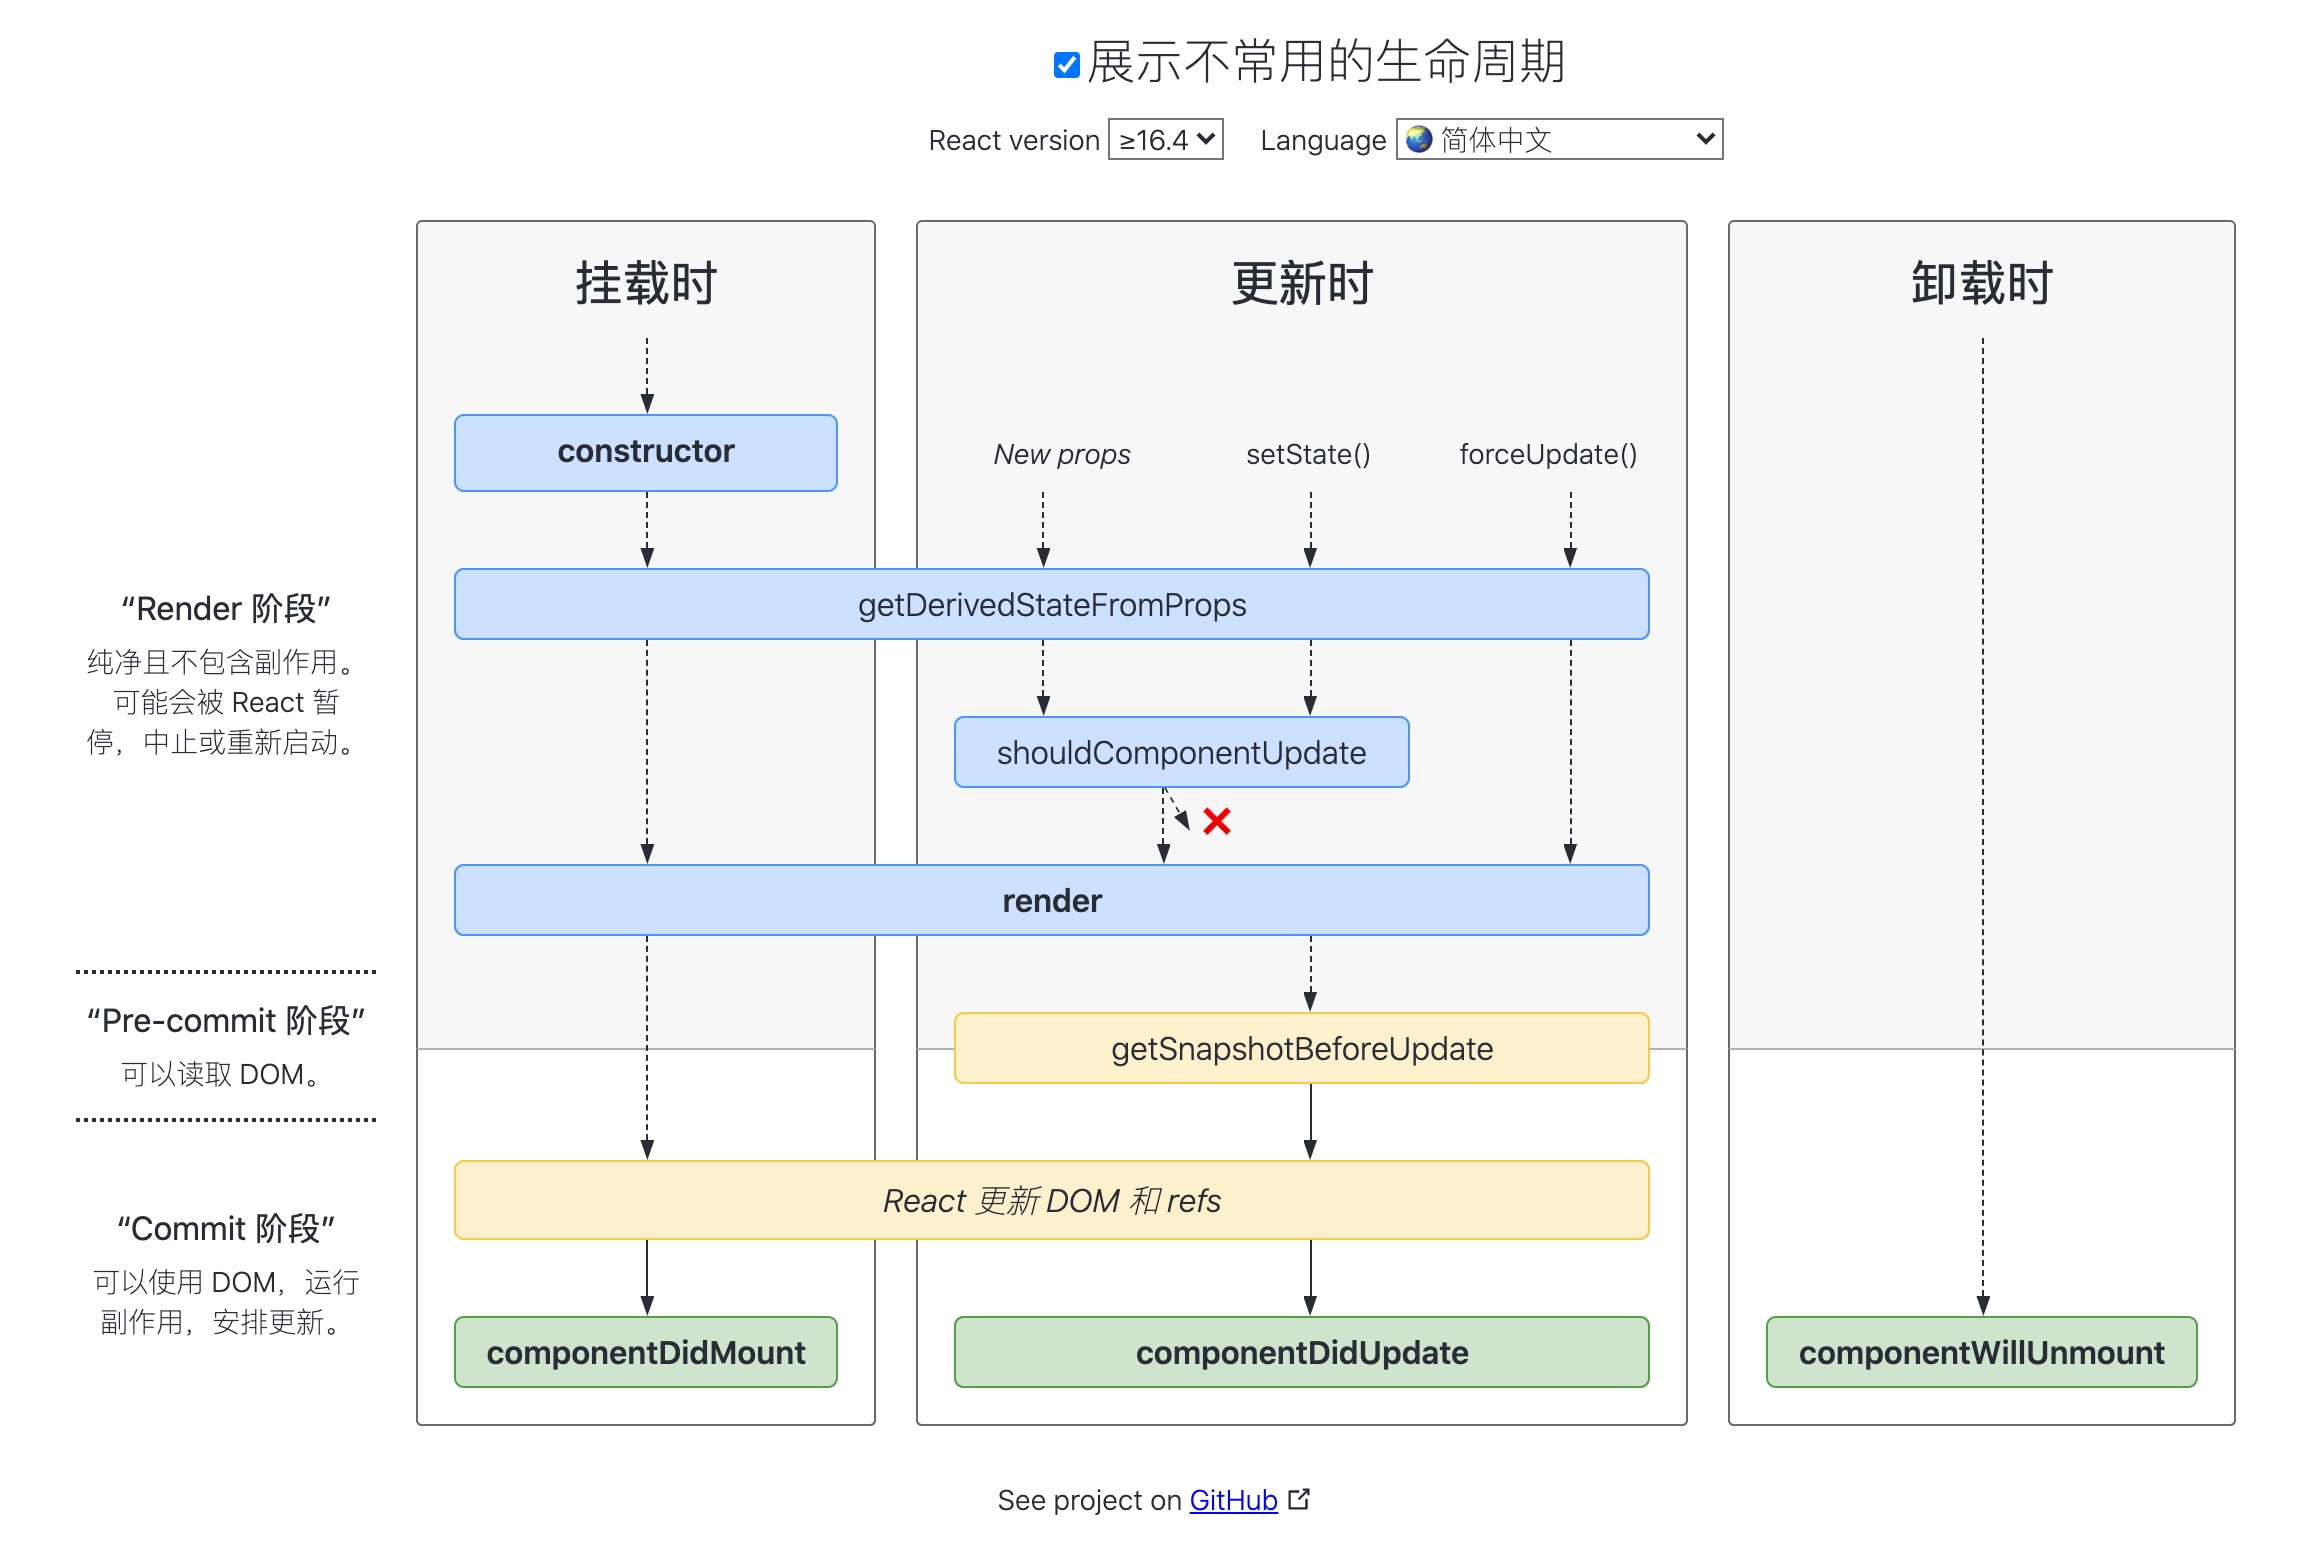 展示不常用的生命周期
React version ≥16.4 Language 简体中文
挂载时
更新时
卸载时
constructor
New props
setState()
forceUpdate()
“Render 阶段”
纯净且不包含副作用。
可能会被 React 暂
停，中止或重新启动。
getDerivedStateFromProps
shouldComponentUpdate
render
“Pre-commit 阶段”
可以读取 DOM。
getSnapshotBeforeUpdate
“Commit 阶段”
可以使用 DOM，运行
副作用，安排更新。
React 更新 DOM 和 refs
componentDidMount
componentDidUpdate
componentWillUnmount
See project on GitHub